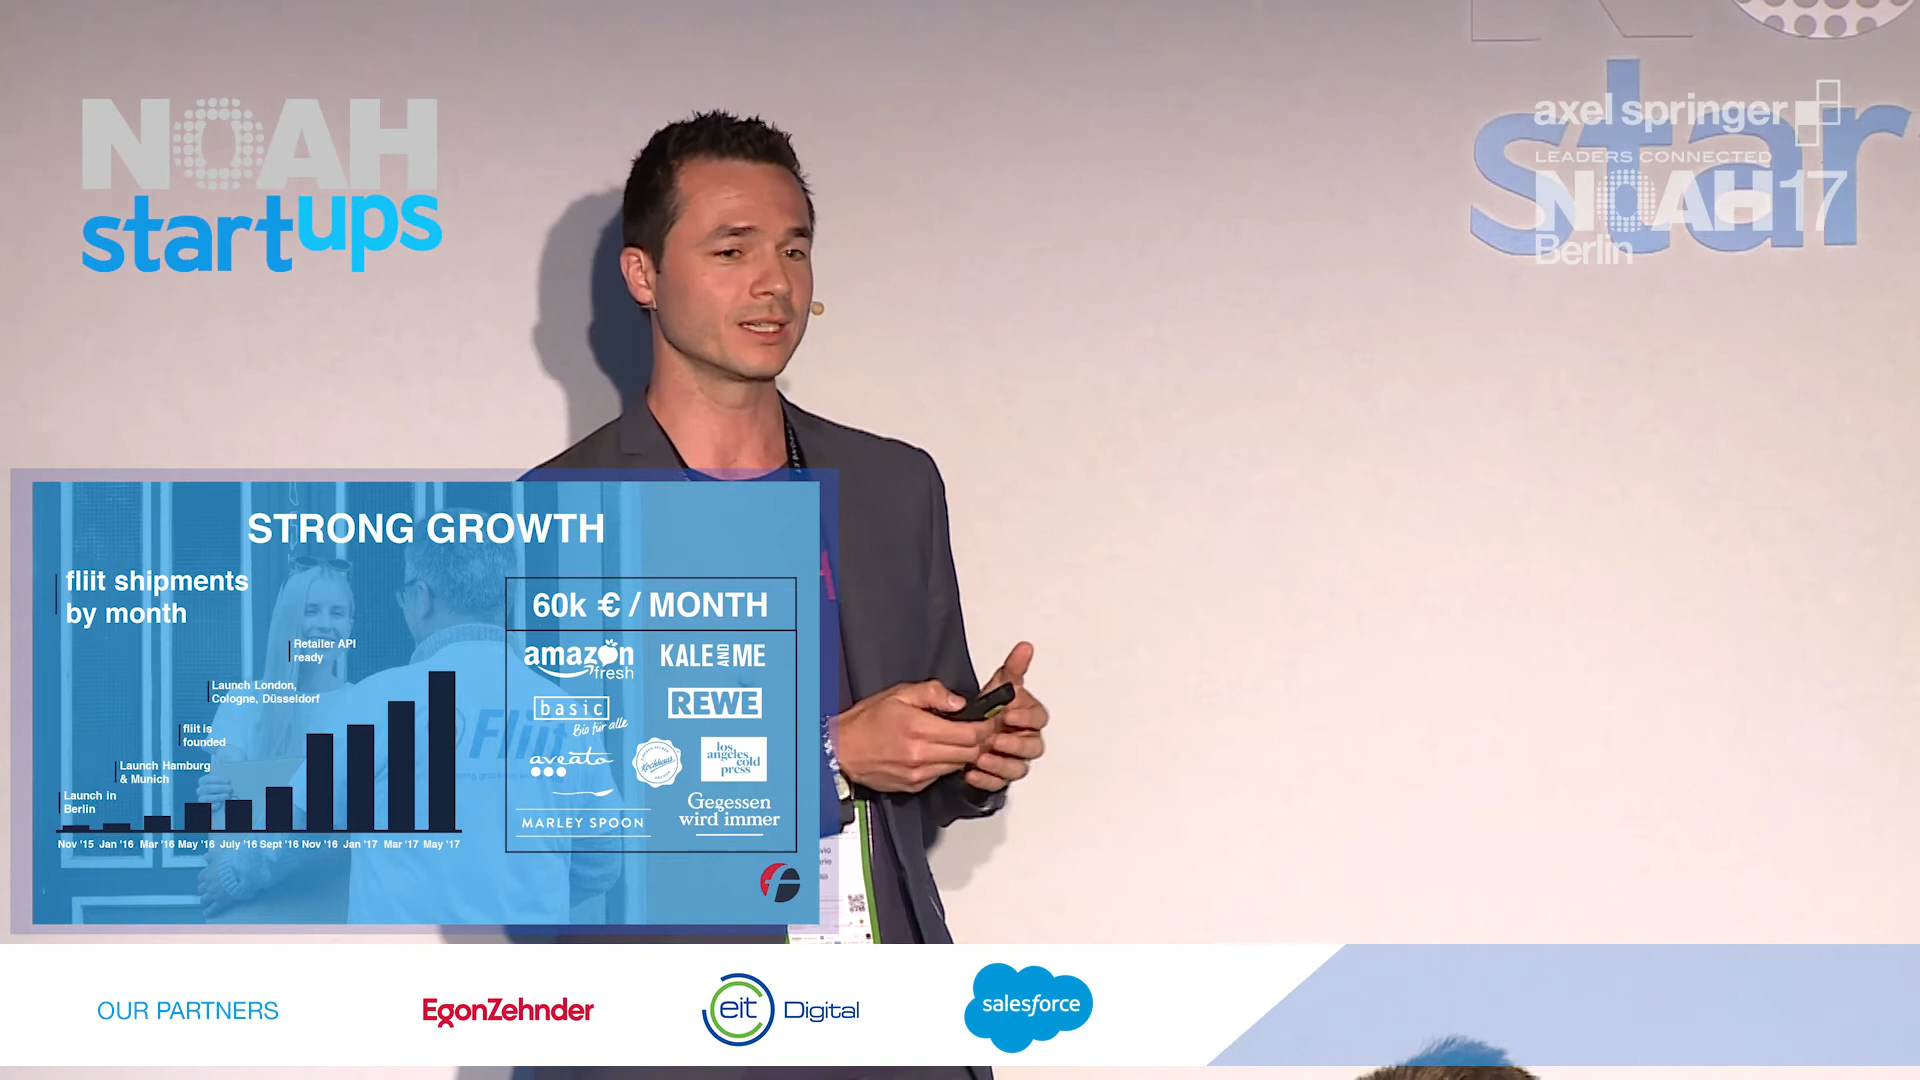 NOAH
startups
star
axel springer
LEADERS CONNECTED
NOAH17
Berlin
STRONG GROWTH
fliit shipments
by month
Retailer API
ready
Launch London,
Cologne, Düsseldorf
fliit is
founded
Launch Hamburg
& Munich
Launch in
Berlin
Nov '15 Jan '16 Mar '16 May '16 July '16 Sept '16 Nov '16 Jan '17 Mar '17 May '17
60k € / MONTH
amazon
fresh
KALE AND ME
basic
Bio für alle
REWE
aveato
Kochhaus
los
angeles
cold
press
MARLEY SPOON
Gegessen
wird immer
Fliit
OUR PARTNERS
EgonZehnder
eit Digital
salesforce